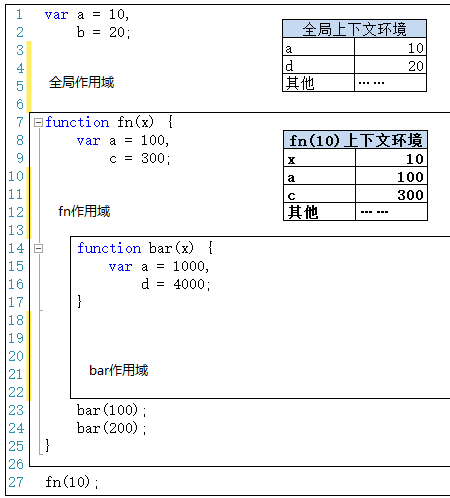 1 var a = 10,
2 b = 20;
3
4
5 全局作用域
6
7 function fn(x) {
8 var a = 100,
9 c = 300;
10
11
12 fn作用域
13
14 function bar(x) {
15 var a = 1000,
16 d = 4000;
17 }
18
19
20
21 bar作用域
22
23 bar(100);
24 bar(200);
25 }
26
27 fn(10);
全局上下文环境
a 10
d 20
其他 ……
fn(10)上下文环境
x 10
a 100
c 300
其他 ……